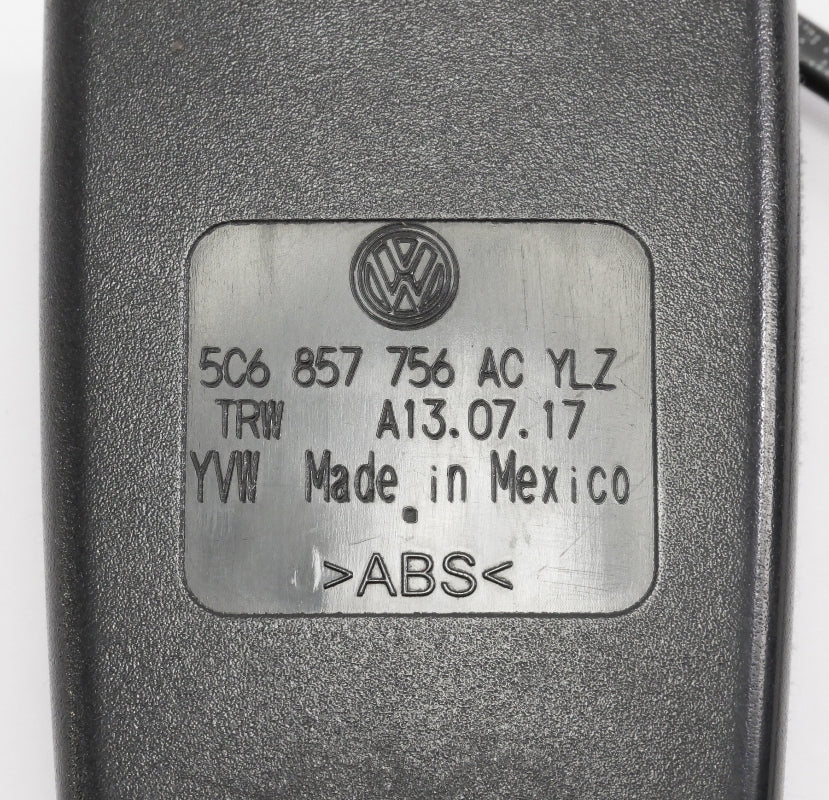 5C6 857 756 AC YLZ
TRW A13.07.17
YVW Made in Mexico
>ABS<